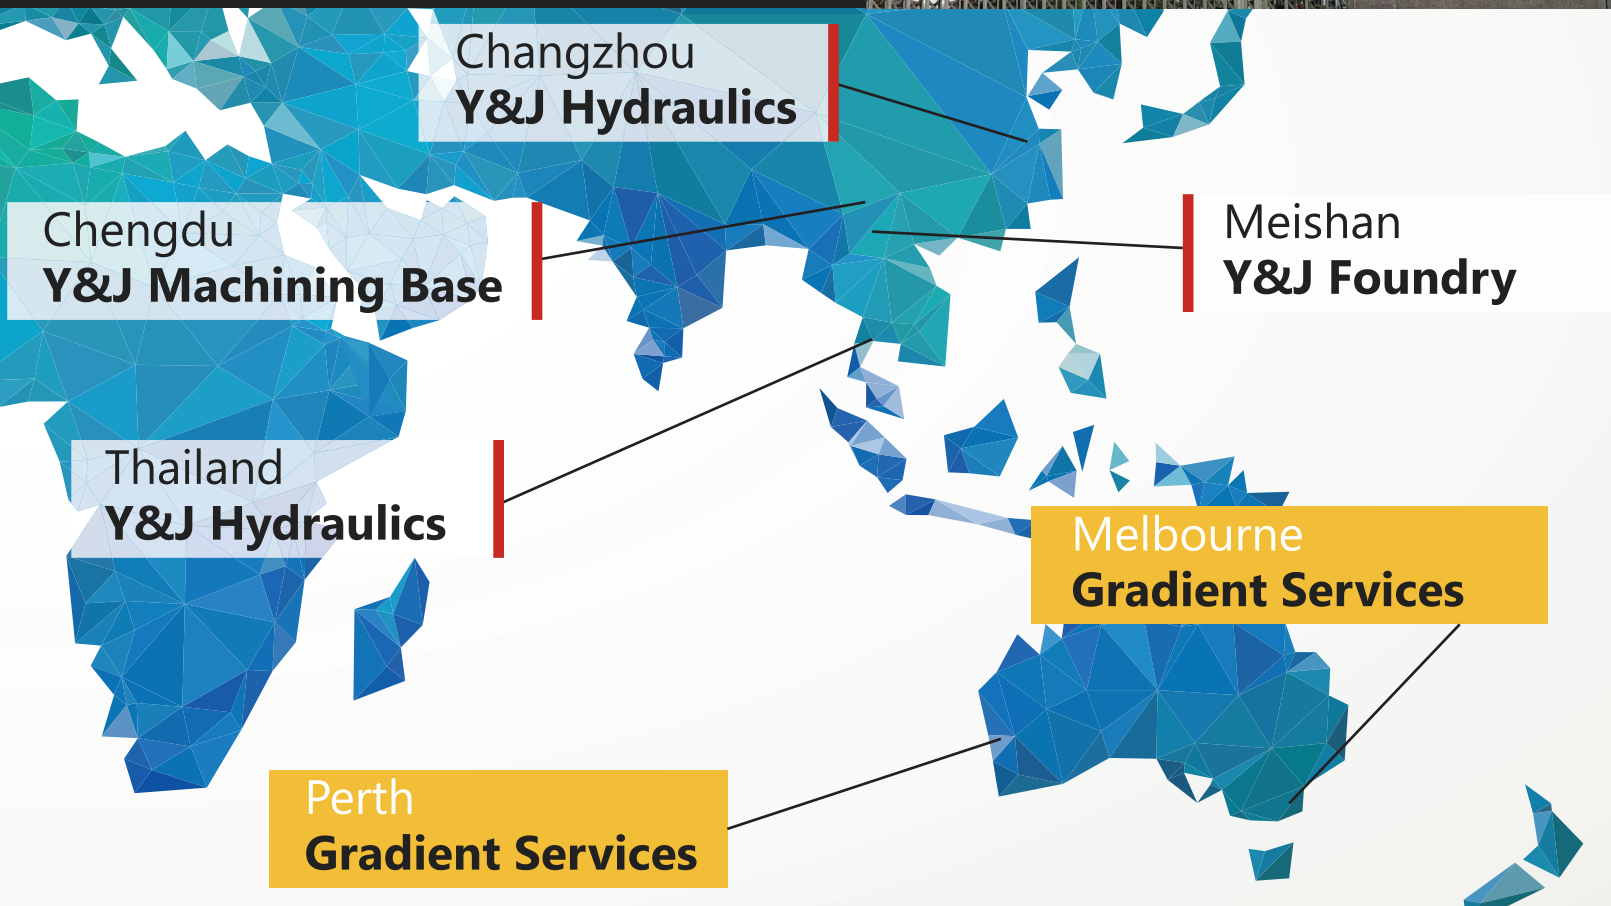 Changzhou
Y&J Hydraulics
Chengdu
Y&J Machining Base
Meishan
Y&J Foundry
Thailand
Y&J Hydraulics
Melbourne
Gradient Services
Perth
Gradient Services